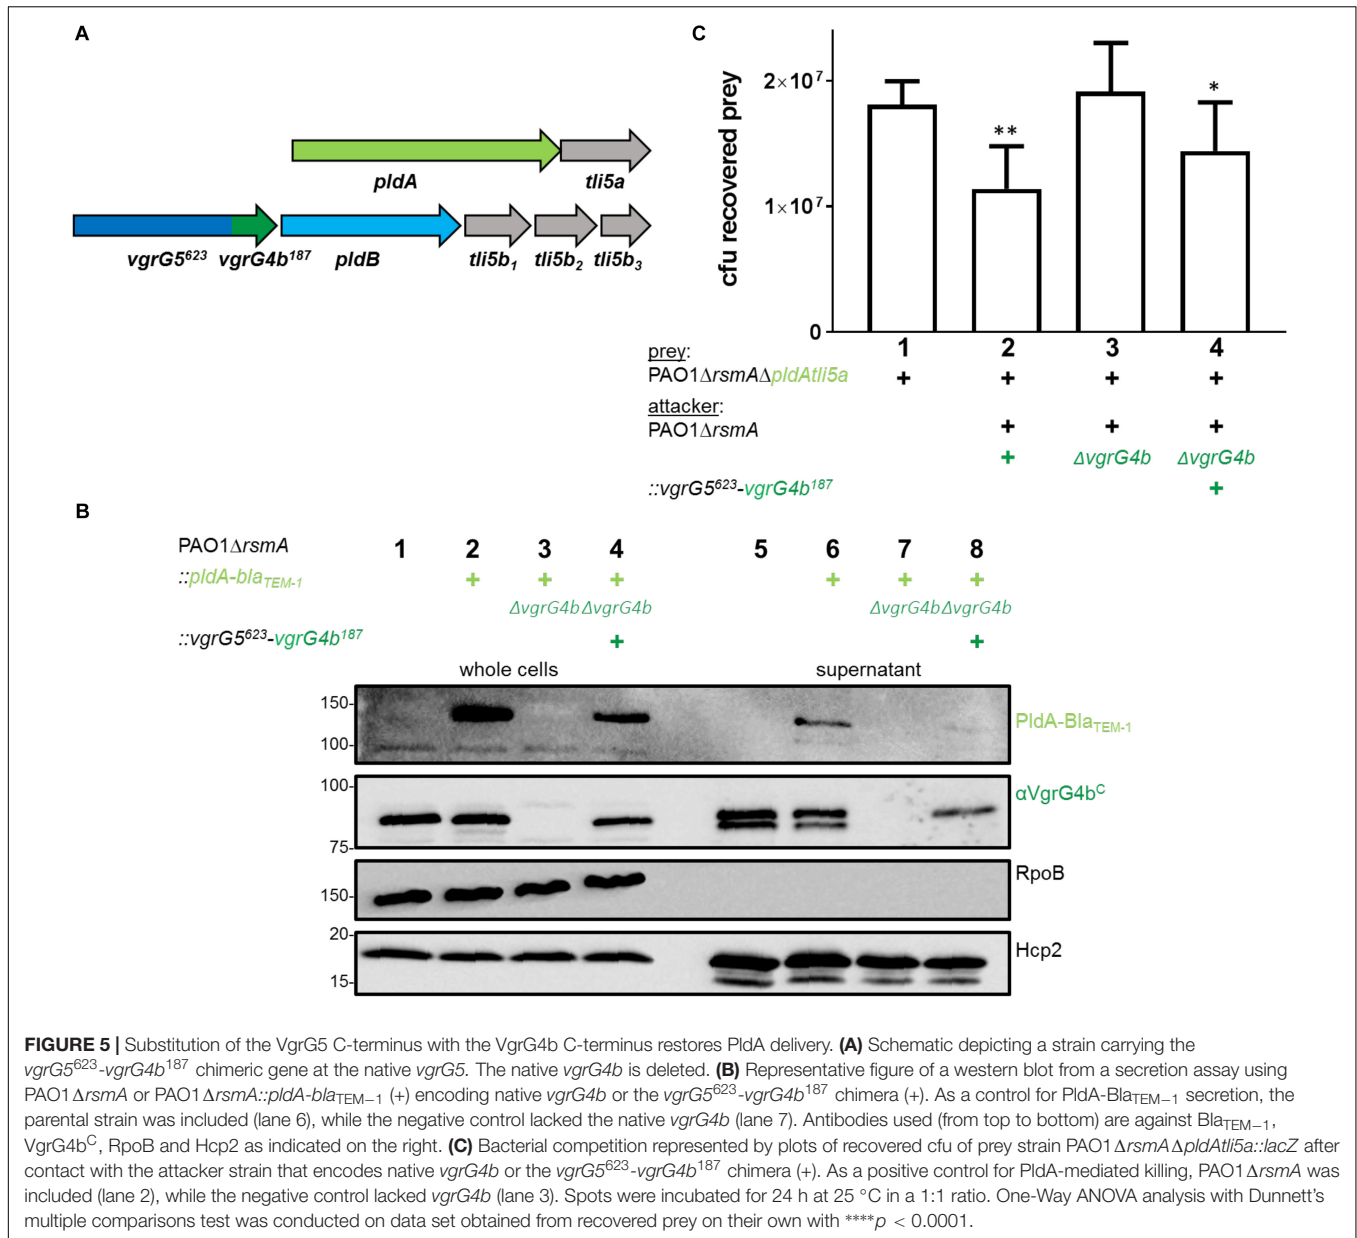 A
pldA
tli5a
vgrG5⁶²³ vgrG4b¹⁸⁷ pldB tli5b₁ tli5b₂ tli5b₃
C
cfu recovered prey
2×10⁷
1×10⁷
0
** *
1 2 3 4
prey:
PAO1ΔrsmAΔpldAtli5a + + + +
attacker:
PAO1ΔrsmA + + +
+ ΔvgrG4b ΔvgrG4b
::vgrG5⁶²³-vgrG4b¹⁸⁷ +
B
PAO1ΔrsmA 1 2 3 4 5 6 7 8
::pldA-bla_TEM-1 + + + + + +
ΔvgrG4b ΔvgrG4b ΔvgrG4b ΔvgrG4b
::vgrG5⁶²³-vgrG4b¹⁸⁷ + +
whole cells supernatant
150-
100-
PldA-Bla_TEM-1
100-
75-
αVgrG4bᶜ
150-
RpoB
20-
15-
Hcp2
FIGURE 5 | Substitution of the VgrG5 C-terminus with the VgrG4b C-terminus restores PldA delivery. (A) Schematic depicting a strain carrying the
vgrG5⁶²³-vgrG4b¹⁸⁷ chimeric gene at the native vgrG5. The native vgrG4b is deleted. (B) Representative figure of a western blot from a secretion assay using
PAO1ΔrsmA or PAO1ΔrsmA::pldA-bla_TEM−1 (+) encoding native vgrG4b or the vgrG5⁶²³-vgrG4b¹⁸⁷ chimera (+). As a control for PldA-Bla_TEM−1 secretion, the
parental strain was included (lane 6), while the negative control lacked the native vgrG4b (lane 7). Antibodies used (from top to bottom) are against Bla_TEM−1,
VgrG4bᶜ, RpoB and Hcp2 as indicated on the right. (C) Bacterial competition represented by plots of recovered cfu of prey strain PAO1ΔrsmAΔpldAtli5a::lacZ after
contact with the attacker strain that encodes native vgrG4b or the vgrG5⁶²³-vgrG4b¹⁸⁷ chimera (+). As a positive control for PldA-mediated killing, PAO1ΔrsmA was
included (lane 2), while the negative control lacked vgrG4b (lane 3). Spots were incubated for 24 h at 25 °C in a 1:1 ratio. One-Way ANOVA analysis with Dunnett's
multiple comparisons test was conducted on data set obtained from recovered prey on their own with ****p < 0.0001.